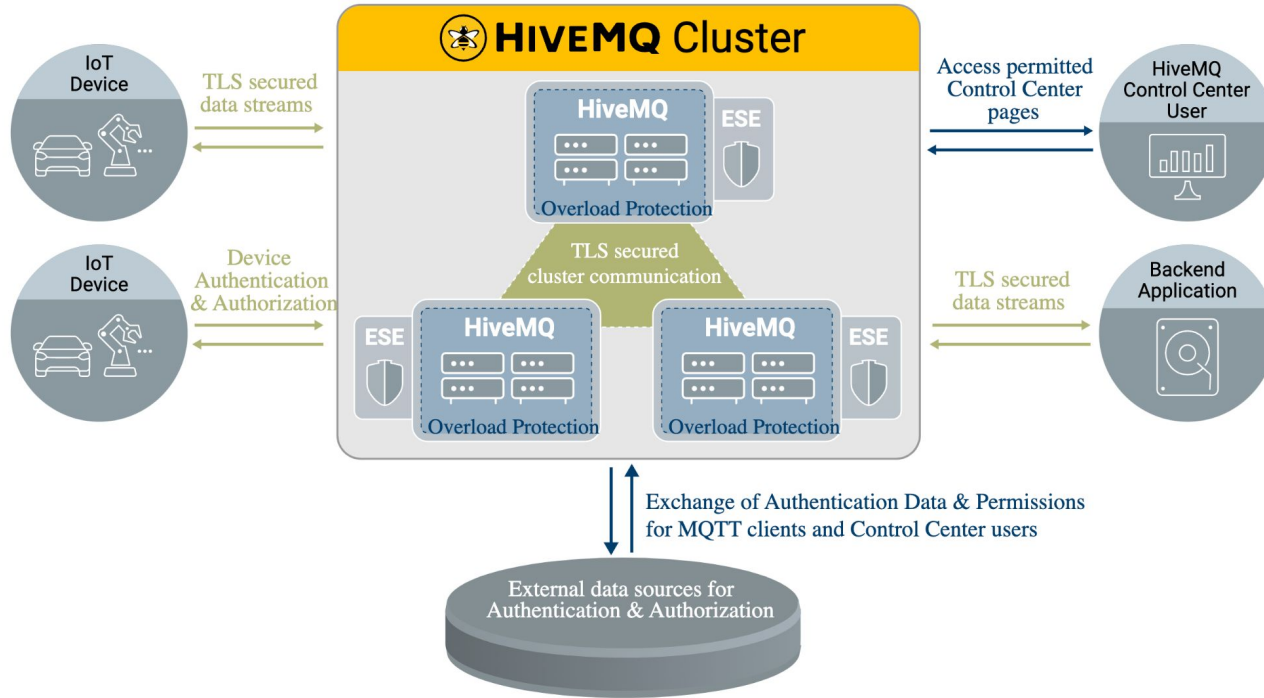 HIVEMQ Cluster
IoT
Device
TLS secured
data streams
HiveMQ
ESE
Overload Protection
Access permitted
Control Center
pages
HiveMQ
Control Center
User
IoT
Device
Device
Authentication
& Authorization
TLS secured
cluster communication
ESE
HiveMQ
Overload Protection
HiveMQ
ESE
Overload Protection
TLS secured
data streams
Backend
Application
Exchange of Authentication Data & Permissions
for MQTT clients and Control Center users
External data sources for
Authentication & Authorization